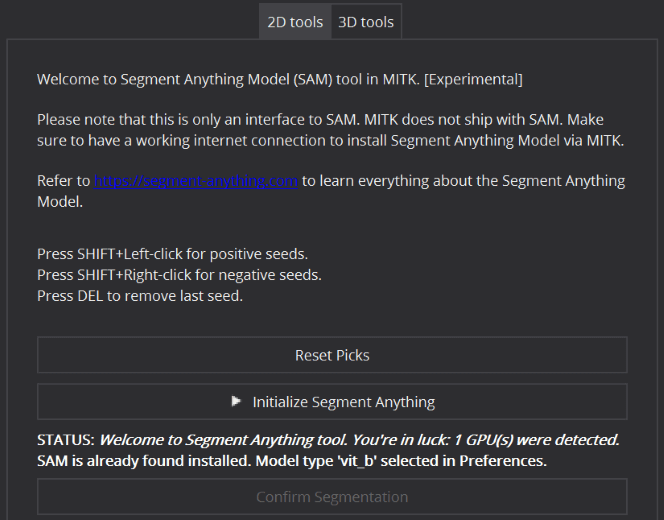 2D tools 3D tools
Welcome to Segment Anything Model (SAM) tool in MITK. [Experimental]
Please note that this is only an interface to SAM. MITK does not ship with SAM. Make
sure to have a working internet connection to install Segment Anything Model via MITK.
Refer to https://segment-anything.com to learn everything about the Segment Anything
Model.
Press SHIFT+Left-click for positive seeds.
Press SHIFT+Right-click for negative seeds.
Press DEL to remove last seed.
Reset Picks
Initialize Segment Anything
STATUS: Welcome to Segment Anything tool. You're in luck: 1 GPU(s) were detected.
SAM is already found installed. Model type 'vit_b' selected in Preferences.
Confirm Segmentation